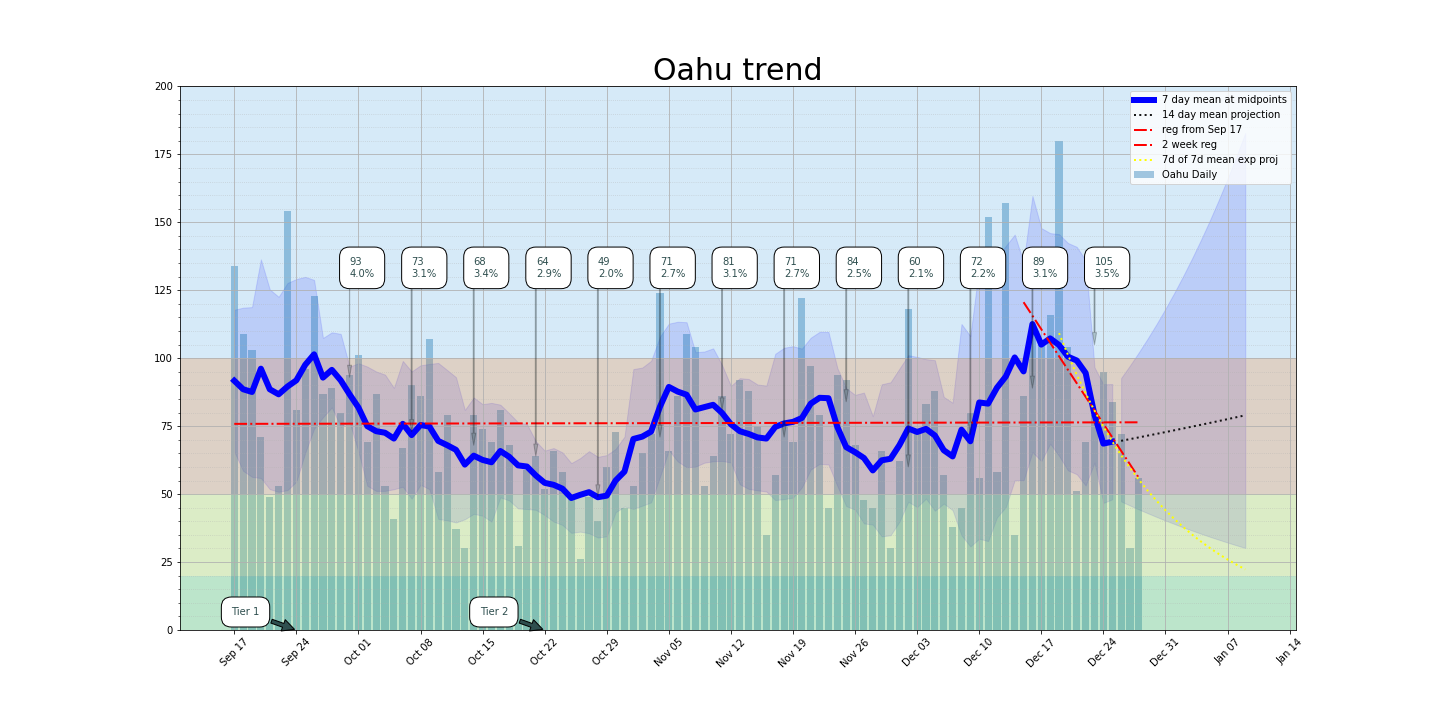 Oahu trend
200
175
150
125
100
75
50
25
0
7 day mean at midpoints
14 day mean projection
reg from Sep 17
2 week reg
7d of 7d mean exp proj
Oahu Daily
93
4.0%
73
3.1%
68
3.4%
64
2.9%
49
2.0%
71
2.7%
81
3.1%
71
2.7%
84
2.5%
60
2.1%
72
2.2%
89
3.1%
105
3.5%
Tier 1
Tier 2
Sep 17
Sep 24
Oct 01
Oct 08
Oct 15
Oct 22
Oct 29
Nov 05
Nov 12
Nov 19
Nov 26
Dec 03
Dec 10
Dec 17
Dec 24
Dec 31
Jan 07
Jan 14